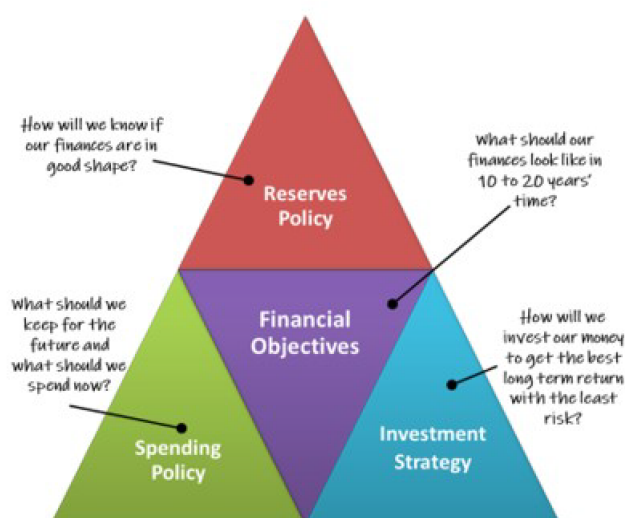 How will we know if
our finances are in
good shape?
What should our
finances look like in
10 to 20 years'
time?
Reserves
Policy
What should we
keep for the
future and
what should we
spend now?
Financial
Objectives
How will we
invest our money
to get the best
long term return
with the least
risk?
Spending
Policy
Investment
Strategy